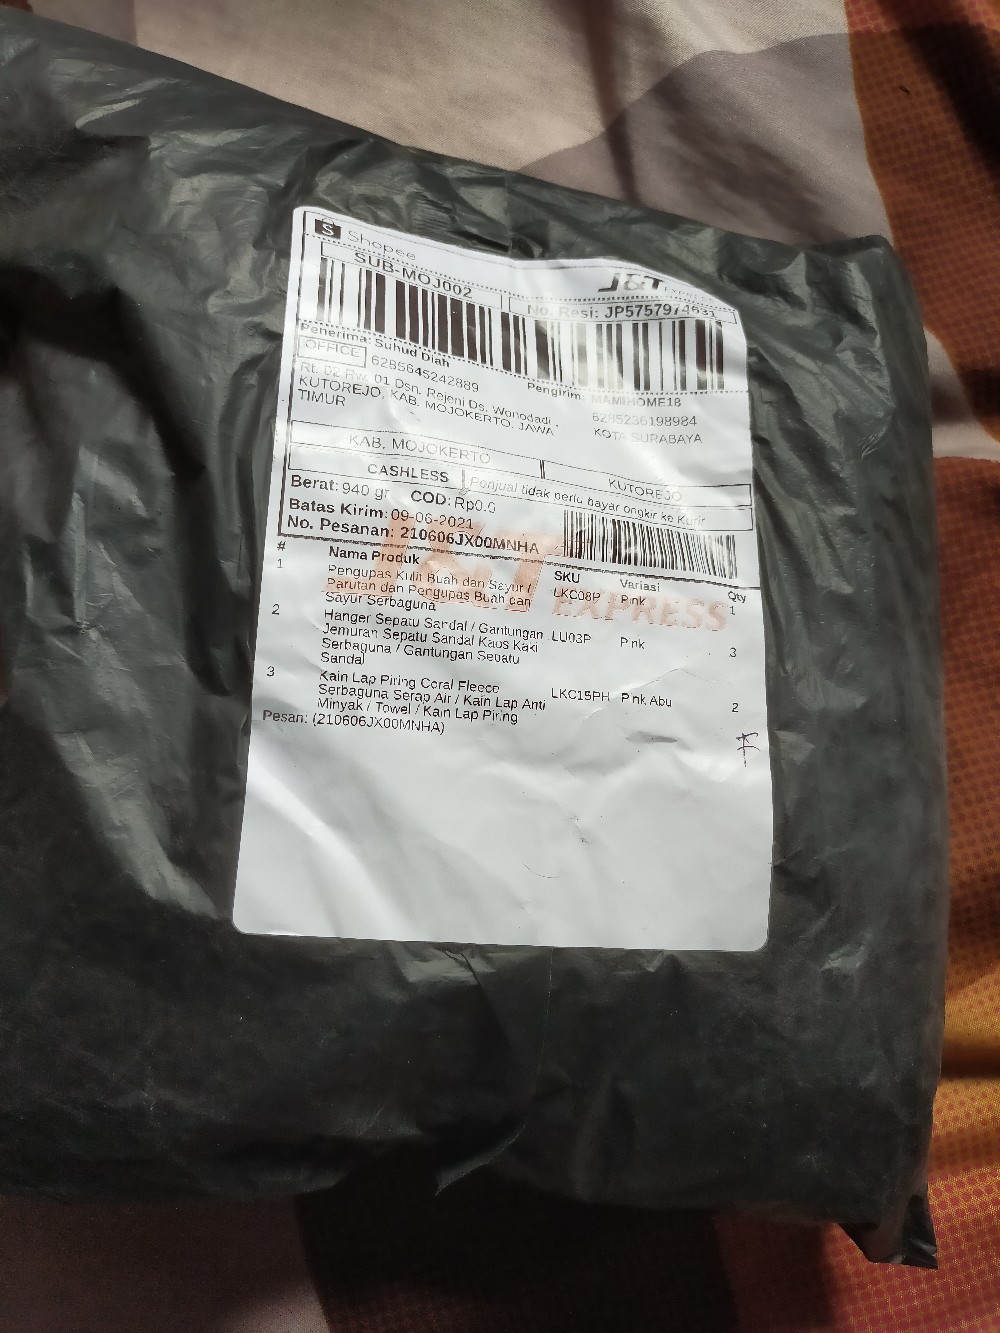 Shopee
J&T EXPRESS
SUB-MOJ002
No. Resi: JP5757974631
Penerima: Suhud Diah
OFFICE 6285645242889
Rt. 02 Rw. 01 Dsn. Rejeni Ds. Wonodadi,
KUTOREJO, KAB. MOJOKERTO, JAWA
TIMUR
Pengirim: MAMIHOME18
6285236198984
KOTA SURABAYA
KAB. MOJOKERTO
KUTOREJO
CASHLESS Penjual tidak perlu bayar ongkir ke Kurir
Berat: 940 gr COD: Rp0.0
Batas Kirim: 09-06-2021
No. Pesanan: 210606JX00MNHA
# Nama Produk SKU Variasi Qty
1 Pengupas Kulit Buah dan Sayur / LKC08P Pink 1
Parutan dan Pengupas Buah dan
Sayur Serbaguna
2 Hanger Sepatu Sandal / Gantungan LU03P Pink 3
Jemuran Sepatu Sandal Kaos Kaki
Serbaguna / Gantungan Sepatu
Sandal
3 Kain Lap Piring Coral Fleece LKC15PH Pink Abu 2
Serbaguna Serap Air / Kain Lap Anti
Minyak / Towel / Kain Lap Piring
Pesan: (210606JX00MNHA)
J&T
EXPRESS
F